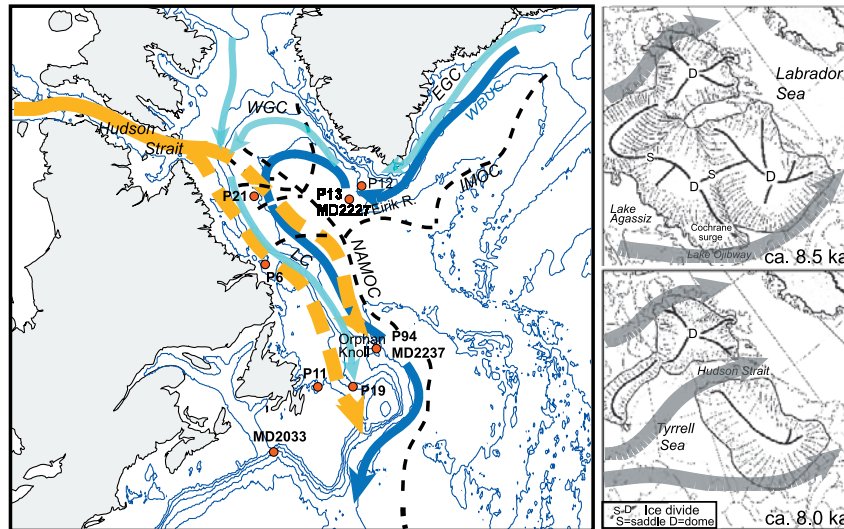 Hudson
Strait
WGC
EGC
WBUC
IMOC
P12
P13
MD2227
Eirik R.
P21
LC
NAMOC
P6
P94
Orphan
Knoll
MD2237
P11
P19
MD2033
Labrador
Sea
D
S
S
D
D
Lake
Agassiz
Cochrane
surge
Lake Ojibway
ca. 8.5 ka
D
Hudson Strait
Tyrrell
Sea
S-D Ice divide
S=saddle D=dome
ca. 8.0 ka